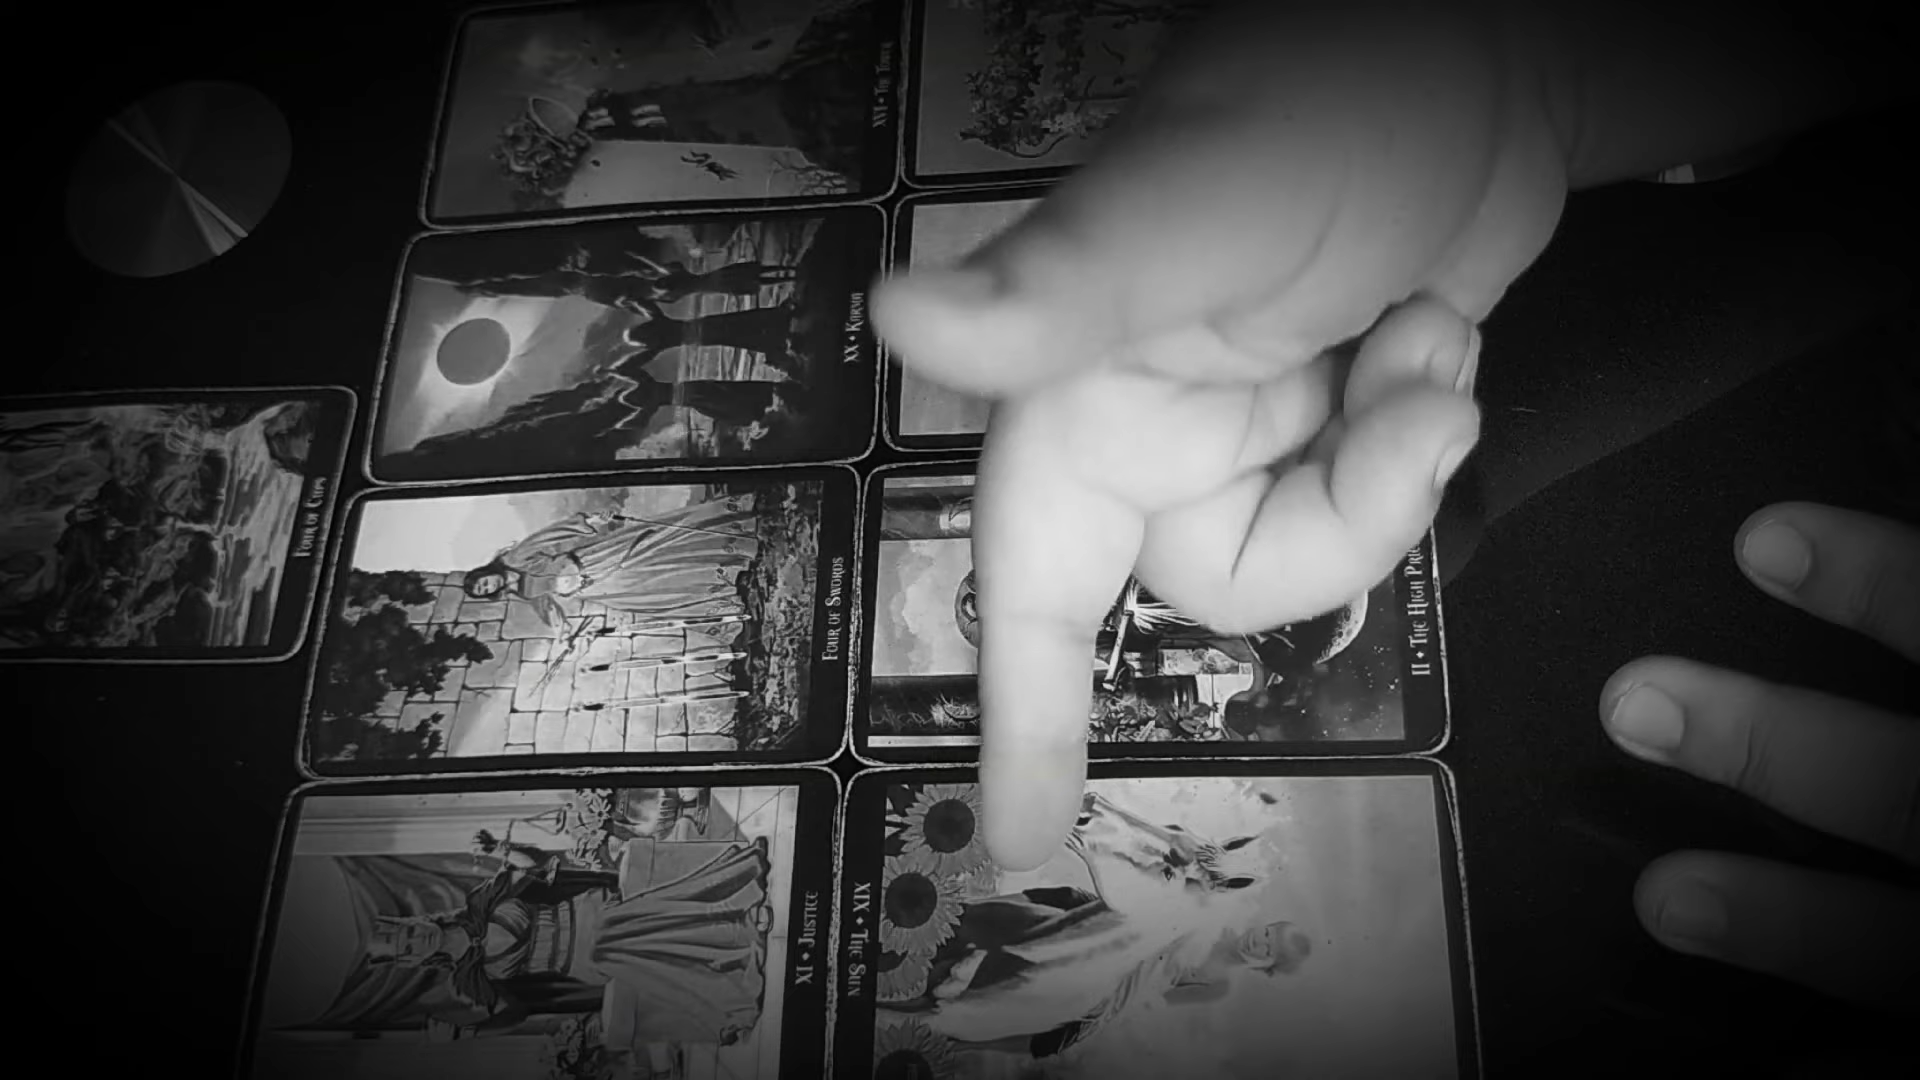 XVI • The Tower
XX • Karma
Four of Cups
Four of Swords
II • The High Prie
XI • Justice
XIX • The Sun